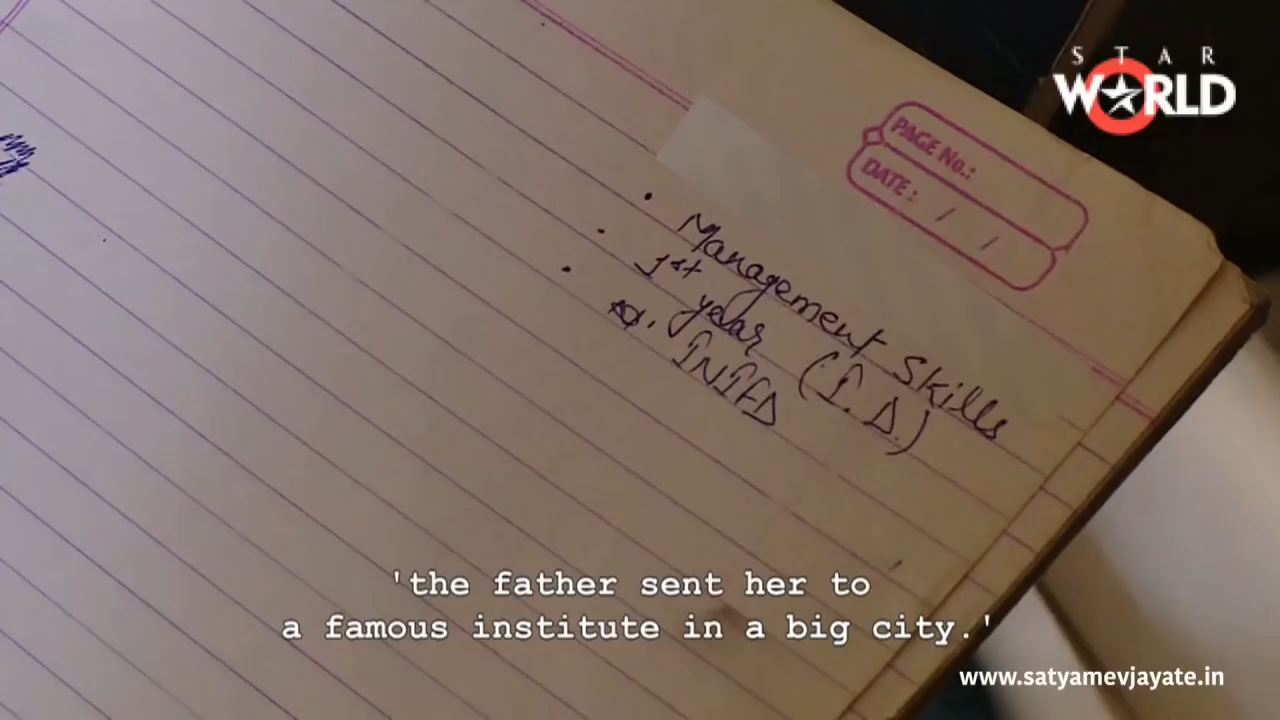 STAR
WORLD
PAGE No.:
DATE: / /
• Management Skills
• 1st year (I.D.)
• INIFD
'the father sent her to
a famous institute in a big city.'
www.satyamevjayate.in